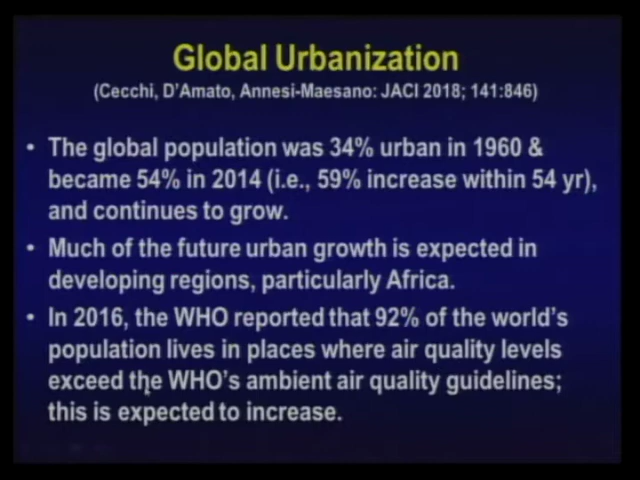 Global Urbanization
(Cecchi, D'Amato, Annesi-Maesano: JACI 2018; 141:846)
• The global population was 34% urban in 1960 &
became 54% in 2014 (i.e., 59% increase within 54 yr),
and continues to grow.
• Much of the future urban growth is expected in
developing regions, particularly Africa.
• In 2016, the WHO reported that 92% of the world's
population lives in places where air quality levels
exceed the WHO's ambient air quality guidelines;
this is expected to increase.